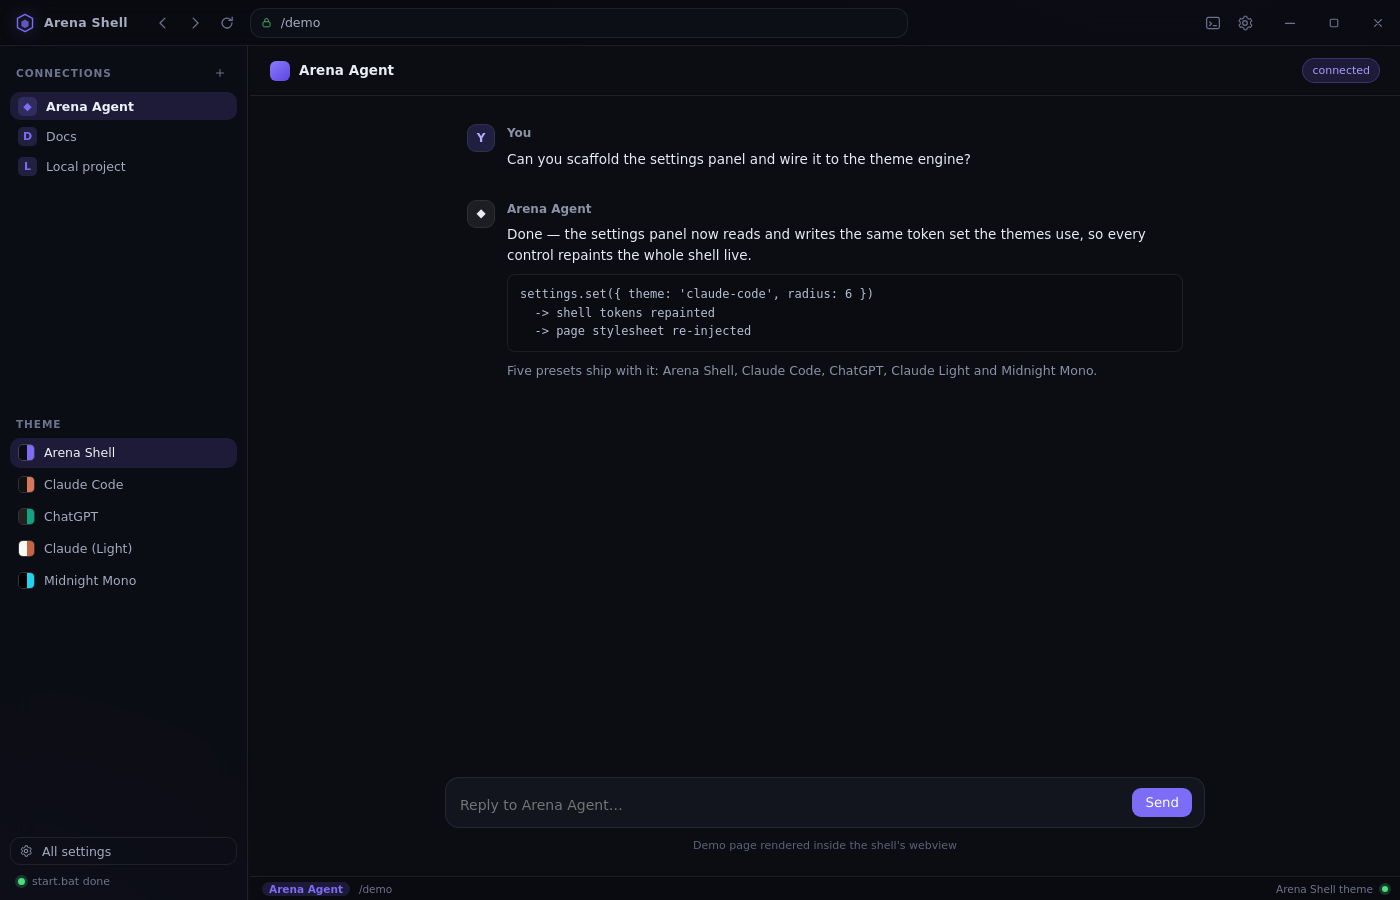 Arena Shell
/demo
CONNECTIONS
Arena Agent
D Docs
L Local project
THEME
Arena Shell
Claude Code
ChatGPT
Claude (Light)
Midnight Mono
All settings
start.bat done
Arena Agent
connected
Y You
Can you scaffold the settings panel and wire it to the theme engine?
Arena Agent
Done — the settings panel now reads and writes the same token set the themes use, so every
control repaints the whole shell live.
settings.set({ theme: 'claude-code', radius: 6 })
-> shell tokens repainted
-> page stylesheet re-injected
Five presets ship with it: Arena Shell, Claude Code, ChatGPT, Claude Light and Midnight Mono.
Reply to Arena Agent...
Send
Demo page rendered inside the shell's webview
Arena Agent /demo
Arena Shell theme